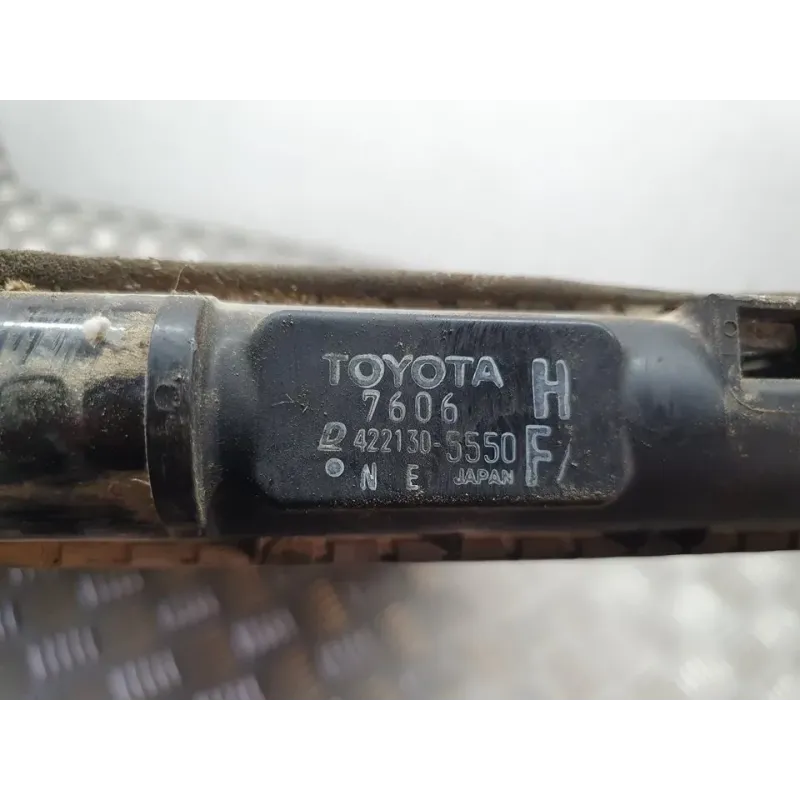 TOYOTA H
7606
D 422130-5550 F
N E JAPAN